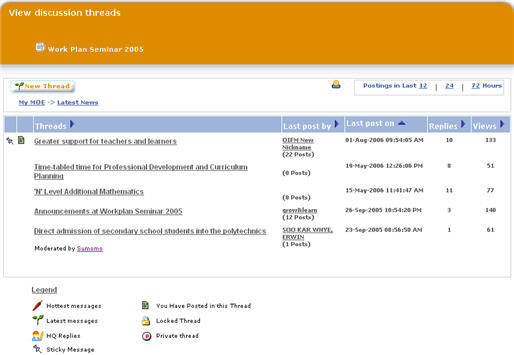 View discussion threads
Work Plan Seminar 2005
New Thread
Postings in Last 12 | 24 | 72 Hours
My MOE -> Latest News
Threads Last post by Last post on Replies Views
Greater support for teachers and learners OIFM New Nickname (22 Posts) 01-Aug-2006 09:54:05 AM 10 133
Time-tabled time for Professional Development and Curriculum Planning (0 Posts) 19-May-2006 12:26:06 PM 8 51
'N' Level Additional Mathematics (0 Posts) 15-May-2006 11:41:47 AM 11 77
Announcements at Workplan Seminar 2005 grow&learn (12 Posts) 26-Sep-2005 10:54:20 PM 3 140
Direct admission of secondary school students into the polytechnics SOO KAR WHYE, ERWIN (1 Posts) 23-Sep-2005 08:56:50 AM 1 61
Moderated by Sumomo
Legend
Hottest messages You Have Posted in this Thread
Latest messages Locked Thread
HQ Replies Private thread
Sticky Message